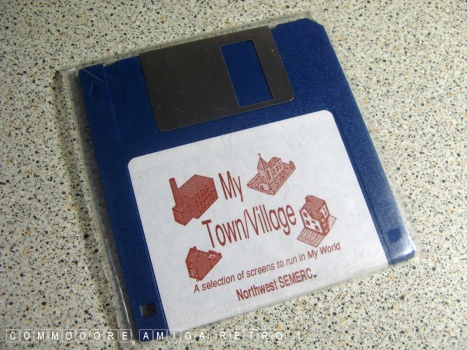 My
Town/Village
A selection of screens to run in My World
Northwest SEMERC.
COMMODORE AMIGA RETRO